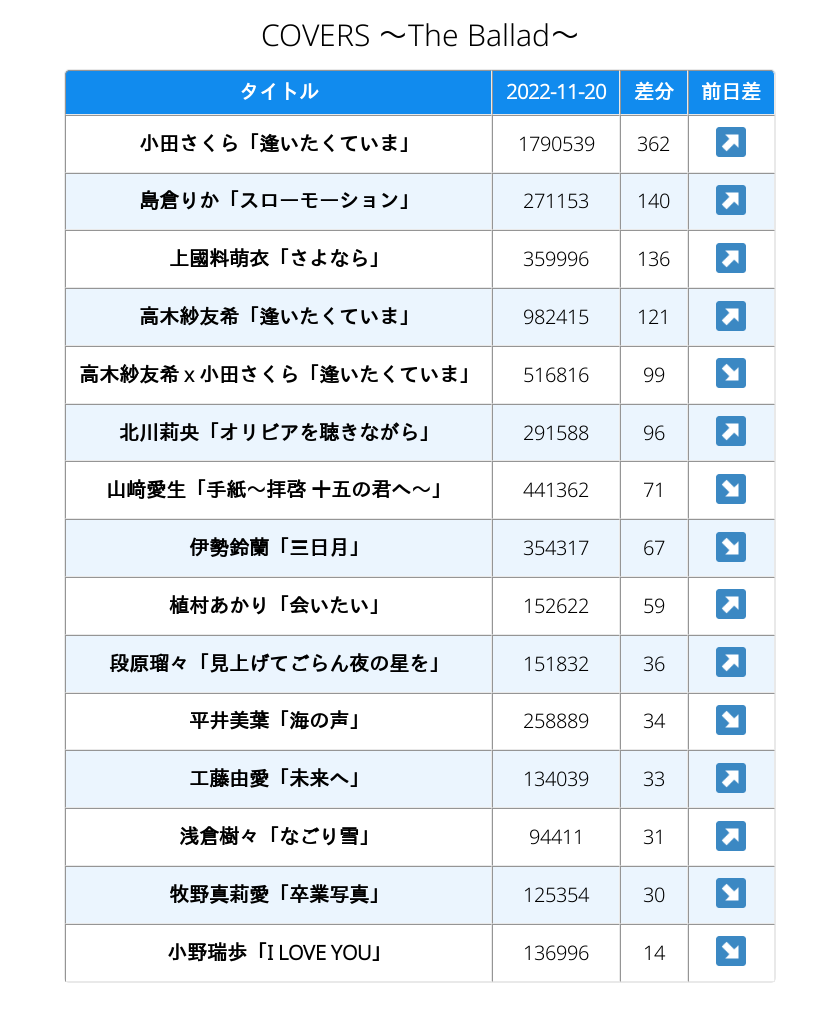 COVERS ～The Ballad～
タイトル 2022-11-20 差分 前日差
小田さくら「逢いたくていま」 1790539 362
島倉りか「スローモーション」 271153 140
上國料萌衣「さよなら」 359996 136
高木紗友希「逢いたくていま」 982415 121
高木紗友希 x 小田さくら「逢いたくていま」 516816 99
北川莉央「オリビアを聴きながら」 291588 96
山﨑愛生「手紙～拝啓 十五の君へ～」 441362 71
伊勢鈴蘭「三日月」 354317 67
植村あかり「会いたい」 152622 59
段原瑠々「見上げてごらん夜の星を」 151832 36
平井美葉「海の声」 258889 34
工藤由愛「未来へ」 134039 33
浅倉樹々「なごり雪」 94411 31
牧野真莉愛「卒業写真」 125354 30
小野瑞歩「I LOVE YOU」 136996 14